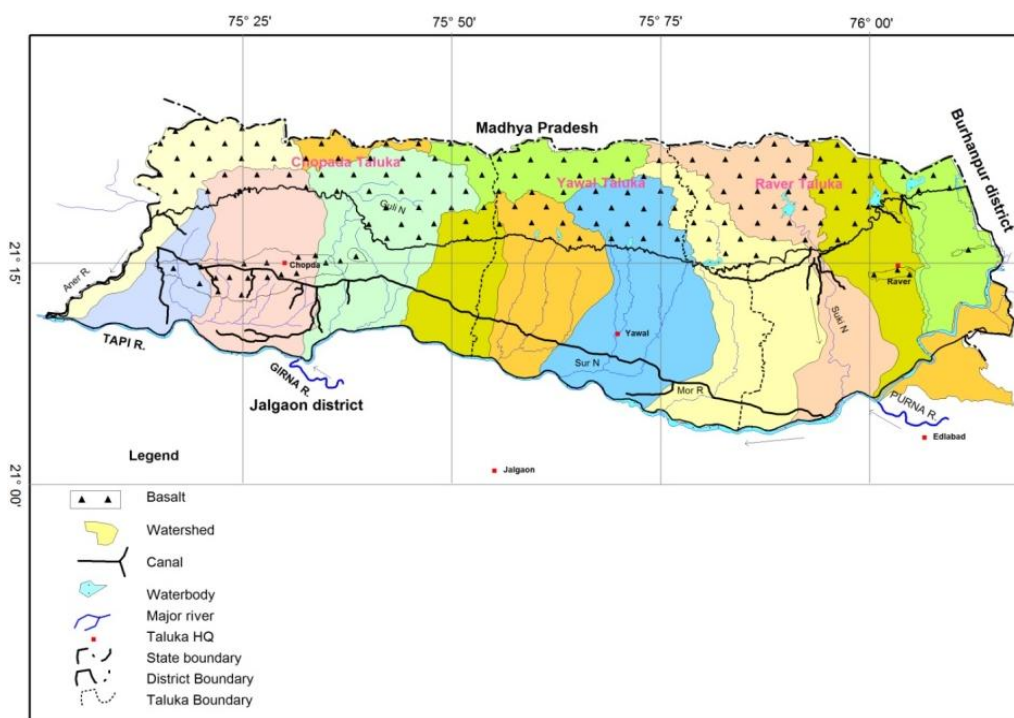 75° 25'
75° 50'
75° 75'
76° 00'
Madhya Pradesh
Burhanpur district
Chopada Taluka
Yawal Taluka
Raver Taluka
Guli N
21° 15'
Chopda
Aner R.
Raver
Suki N
Yawal
TAPI R.
Sur N
GIRNA R.
Mor R
PURNA R.
Jalgaon district
Edlabad
Jalgaon
21° 00'
Legend
Basalt
Watershed
Canal
Waterbody
Major river
Taluka HQ
State boundary
District Boundary
Taluka Boundary